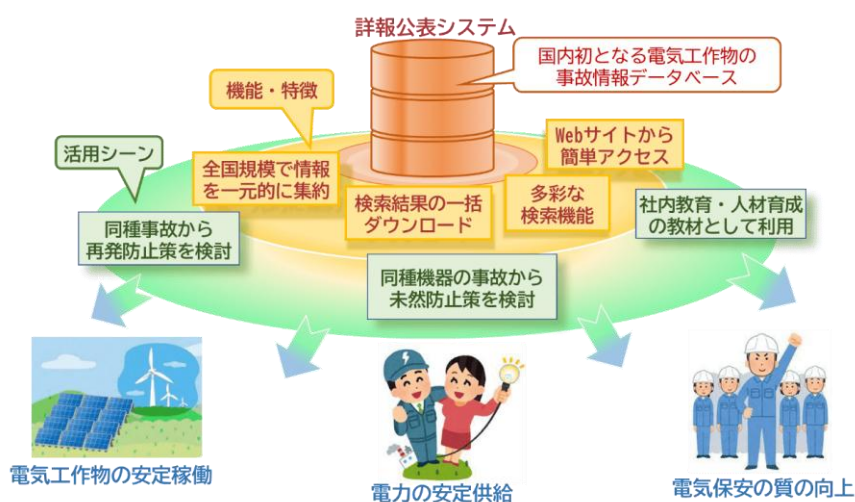 詳報公表システム
国内初となる電気工作物の
事故情報データベース
機能・特徴
Webサイトから
簡単アクセス
活用シーン
全国規模で情報
を一元的に集約
検索結果の一括
ダウンロード
多彩な
検索機能
社内教育・人材育成
の教材として利用
同種事故から
再発防止策を検討
同種機器の事故から
未然防止策を検討
電気工作物の安定稼働
電力の安定供給
電気保安の質の向上